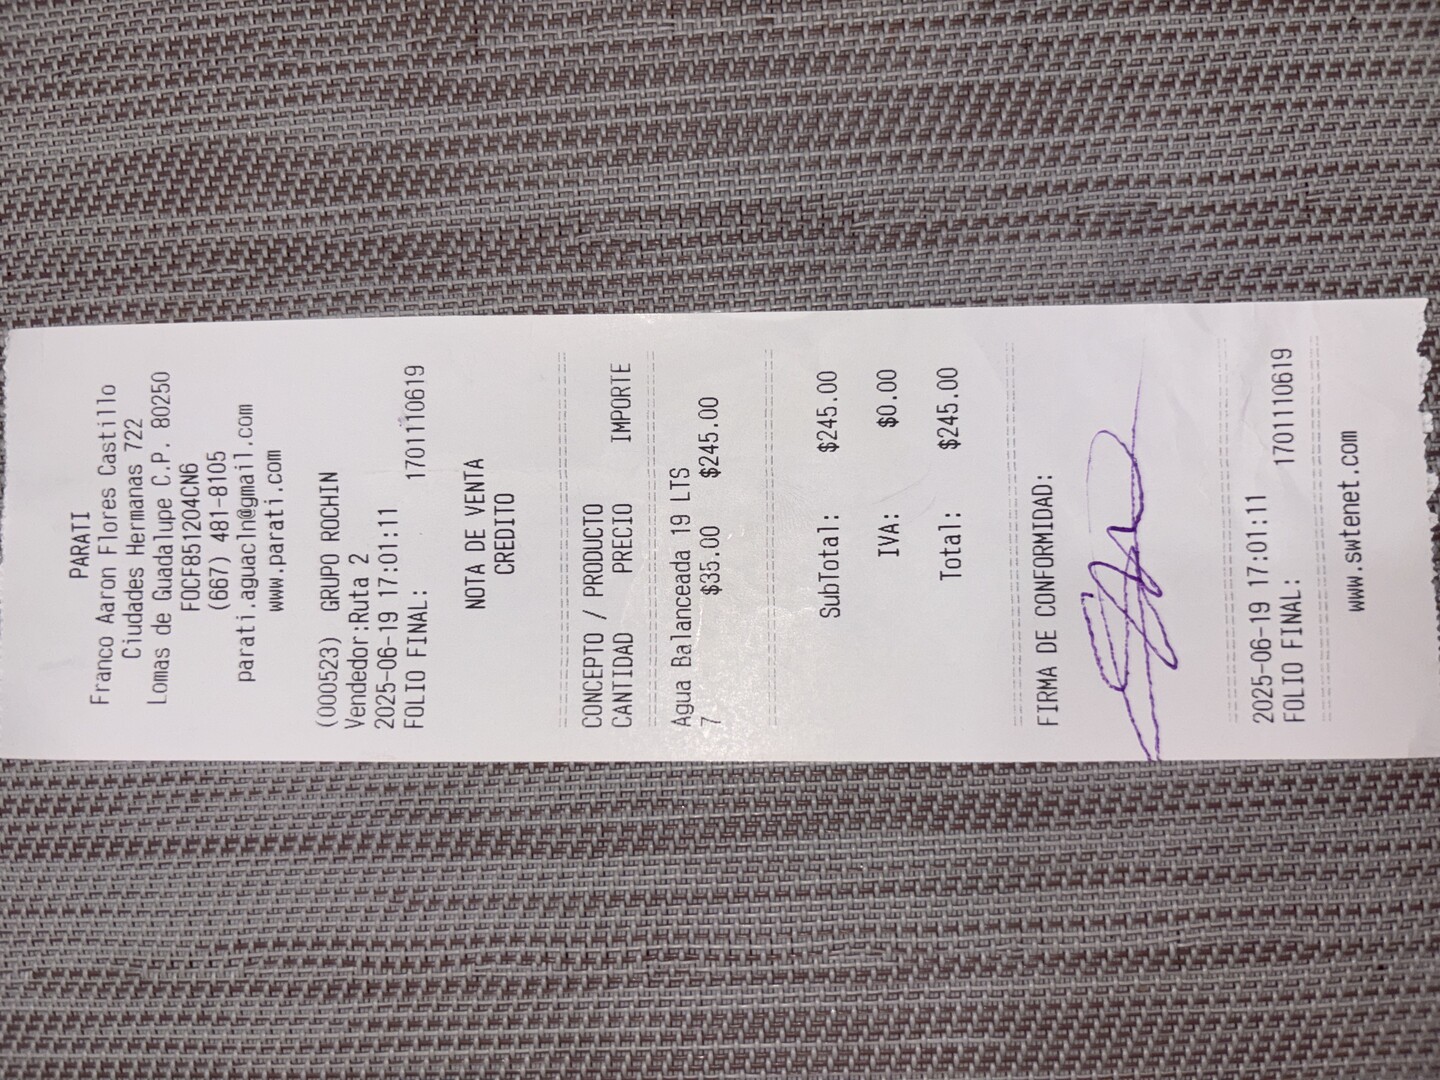 PARATI
Franco Aaron Flores Castillo
Ciudades Hermanas 722
Lomas de Guadalupe C.P. 80250
FOCF851204CN6
(667) 481-8105
parati.aguacln@gmail.com
www.parati.com
(000523) GRUPO ROCHIN
Vendedor:Ruta 2
2025-06-19 17:01:11
FOLIO FINAL: 1701110619
NOTA DE VENTA
CREDITO
CONCEPTO / PRODUCTO
CANTIDAD PRECIO IMPORTE
Agua Balanceada 19 LTS
7 $35.00 $245.00
SubTotal: $245.00
IVA: $0.00
Total: $245.00
FIRMA DE CONFORMIDAD:
2025-06-19 17:01:11
FOLIO FINAL: 1701110619
www.swtenet.com